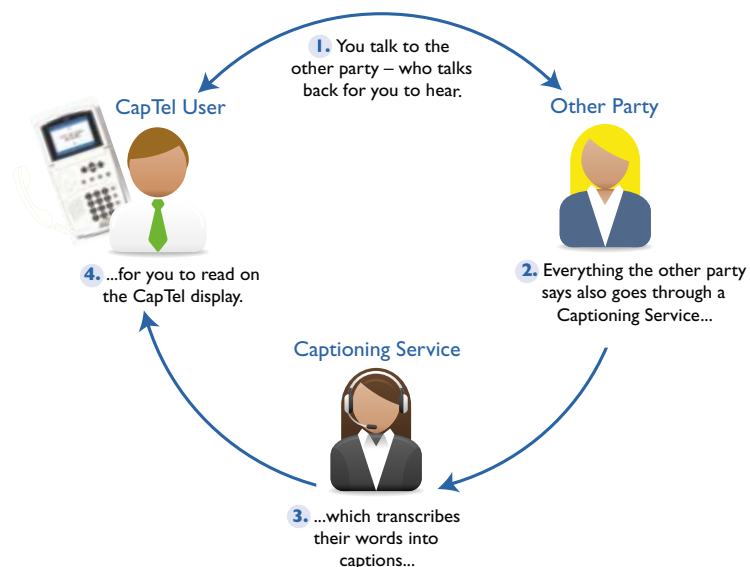 1. You talk to the
other party – who talks
back for you to hear.
CapTel User
Other Party
2. Everything the other party
says also goes through a
Captioning Service...
Captioning Service
3. ...which transcribes
their words into
captions...
4. ...for you to read on
the CapTel display.